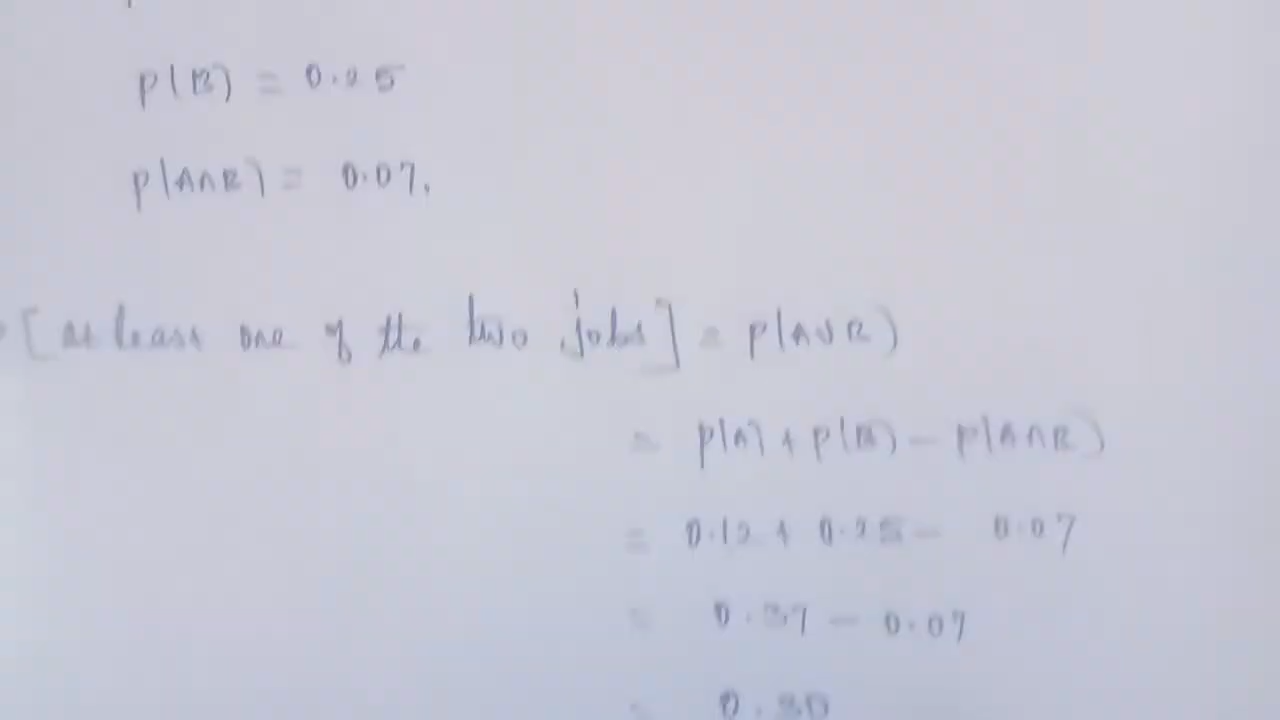 P(B) = 0.25
P(A∩B) = 0.07.
[at least one of the two jobs] = P(A∪B)
= P(A) + P(B) - P(A∩B)
= 0.12 + 0.25 - 0.07
= 0.37 - 0.07
= 0.30